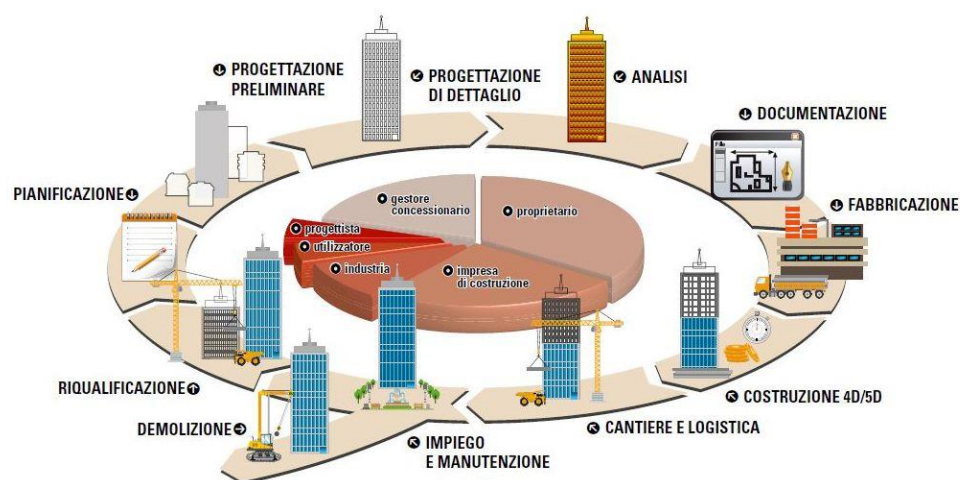 PROGETTAZIONE
PRELIMINARE
PROGETTAZIONE
DI DETTAGLIO
ANALISI
DOCUMENTAZIONE
FABBRICAZIONE
COSTRUZIONE 4D/5D
CANTIERE E LOGISTICA
IMPIEGO
E MANUTENZIONE
DEMOLIZIONE
RIQUALIFICAZIONE
PIANIFICAZIONE
gestore
concessionario
proprietario
progettista
utilizzatore
industria
impresa
di costruzione